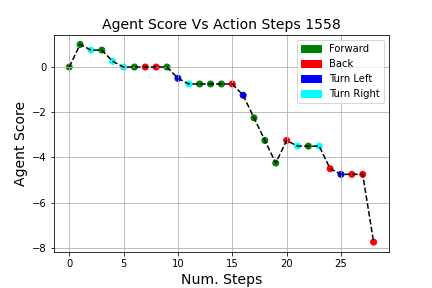 Agent Score Vs Action Steps 1558
Forward
Back
Turn Left
Turn Right
Agent Score
0
−2
−4
−6
−8
0 5 10 15 20 25
Num. Steps